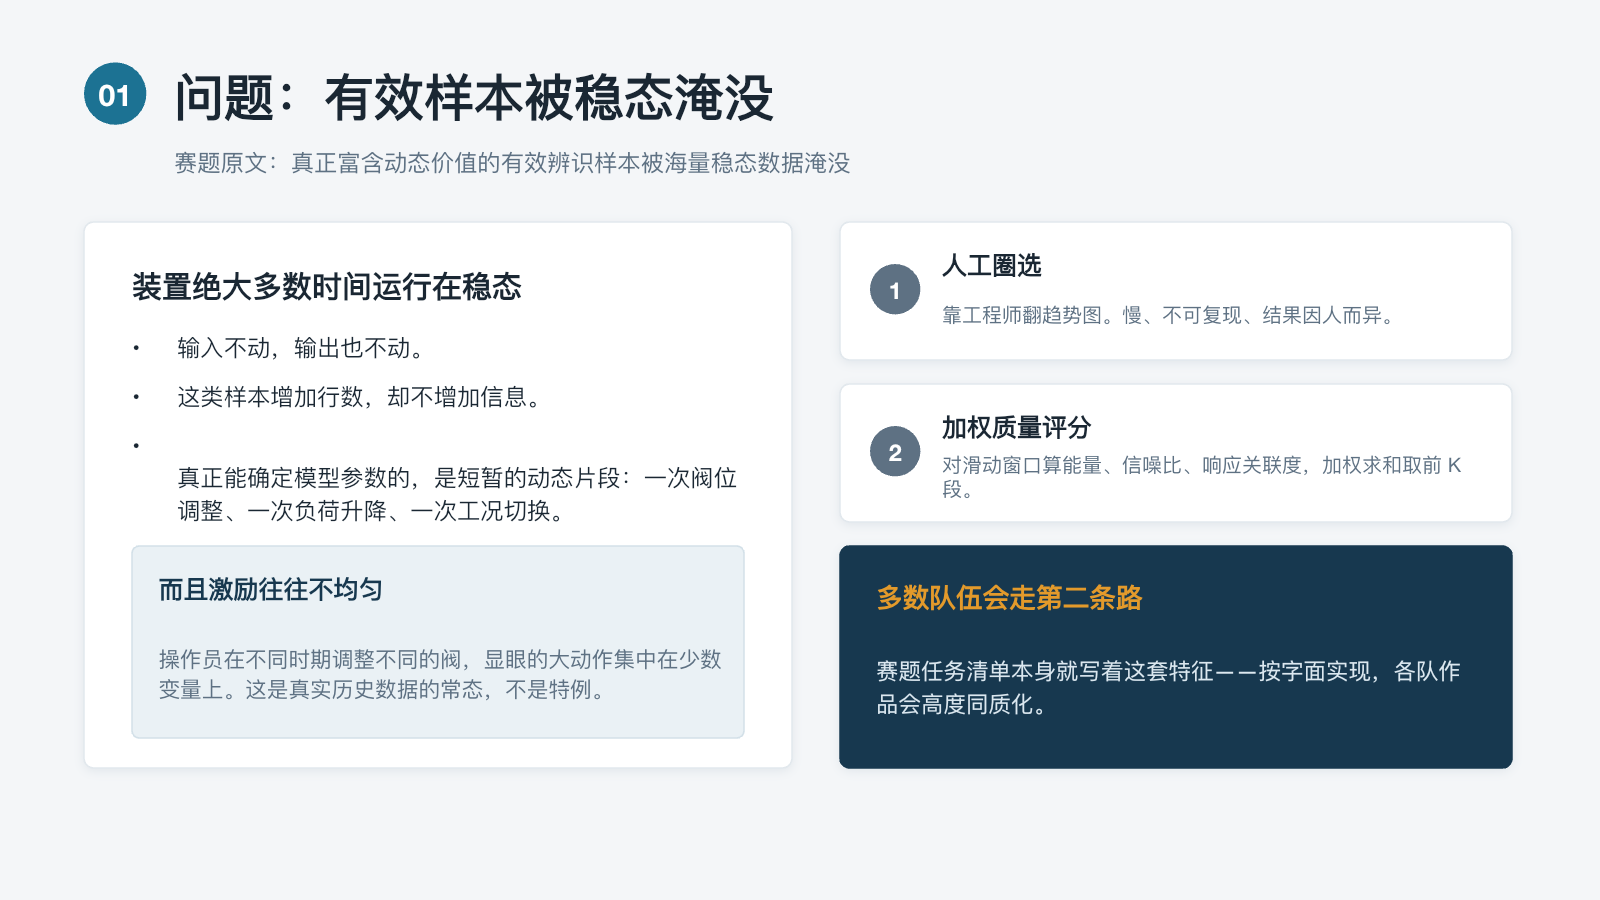 01
问题：有效样本被稳态淹没
赛题原文：真正富含动态价值的有效辨识样本被海量稳态数据淹没
装置绝大多数时间运行在稳态
• 输入不动，输出也不动。
• 这类样本增加行数，却不增加信息。
•
真正能确定模型参数的，是短暂的动态片段：一次阀位
调整、一次负荷升降、一次工况切换。
而且激励往往不均匀
操作员在不同时期调整不同的阀，显眼的大动作集中在少数
变量上。这是真实历史数据的常态，不是特例。
1
人工圈选
靠工程师翻趋势图。慢、不可复现、结果因人而异。
2
加权质量评分
对滑动窗口算能量、信噪比、响应关联度，加权求和取前 K
段。
多数队伍会走第二条路
赛题任务清单本身就写着这套特征——按字面实现，各队作
品会高度同质化。